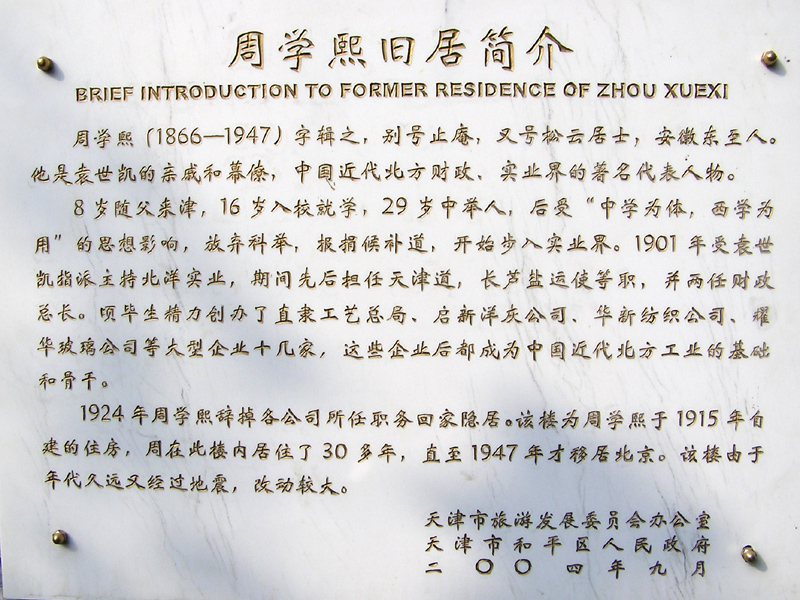 周学熙旧居简介
BRIEF INTRODUCTION TO FORMER RESIDENCE OF ZHOU XUEXI
周学熙（1866—1947）字辑之，别号止庵，又号松云居士，安徽东至人。
他是袁世凯的亲戚和幕僚，中国近代北方财政、实业界的著名代表人物。
8岁随父来津，16岁入校就学，29岁中举人，后受“中学为体，西学为
用”的思想影响，放弃科举，报捐候补道，开始步入实业界。1901年受袁世
凯指派主持北洋实业，期间先后担任天津道，长芦盐运使等职，并两任财政
总长。顷毕生精力创办了直隶工艺总局、启新洋灰公司、华新纺织公司、耀
华玻璃公司等大型企业十几家，这些企业后都成为中国近代北方工业的基础
和骨干。
1924年周学熙辞掉各公司所任职务回家隐居。该楼为周学熙于1915年自
建的住房，周在此楼内居住了30多年，直至1947年才移居北京。该楼由于
年代久远又经过地震，改动较大。
天津市旅游发展委员会办公室
天津市和平区人民政府
二〇〇四年九月